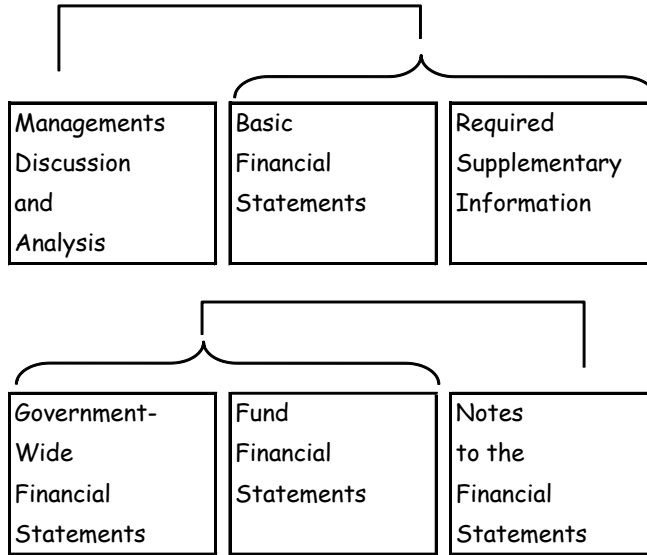 Managements
Discussion
and
Analysis
Basic
Financial
Statements
Required
Supplementary
Information
Government-
Wide
Financial
Statements
Fund
Financial
Statements
Notes
to the
Financial
Statements